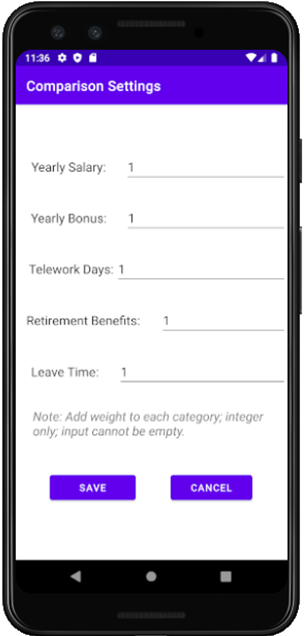 11:36
Comparison Settings
Yearly Salary: 1
Yearly Bonus: 1
Telework Days: 1
Retirement Benefits: 1
Leave Time: 1
Note: Add weight to each category; integer
only; input cannot be empty.
SAVE CANCEL